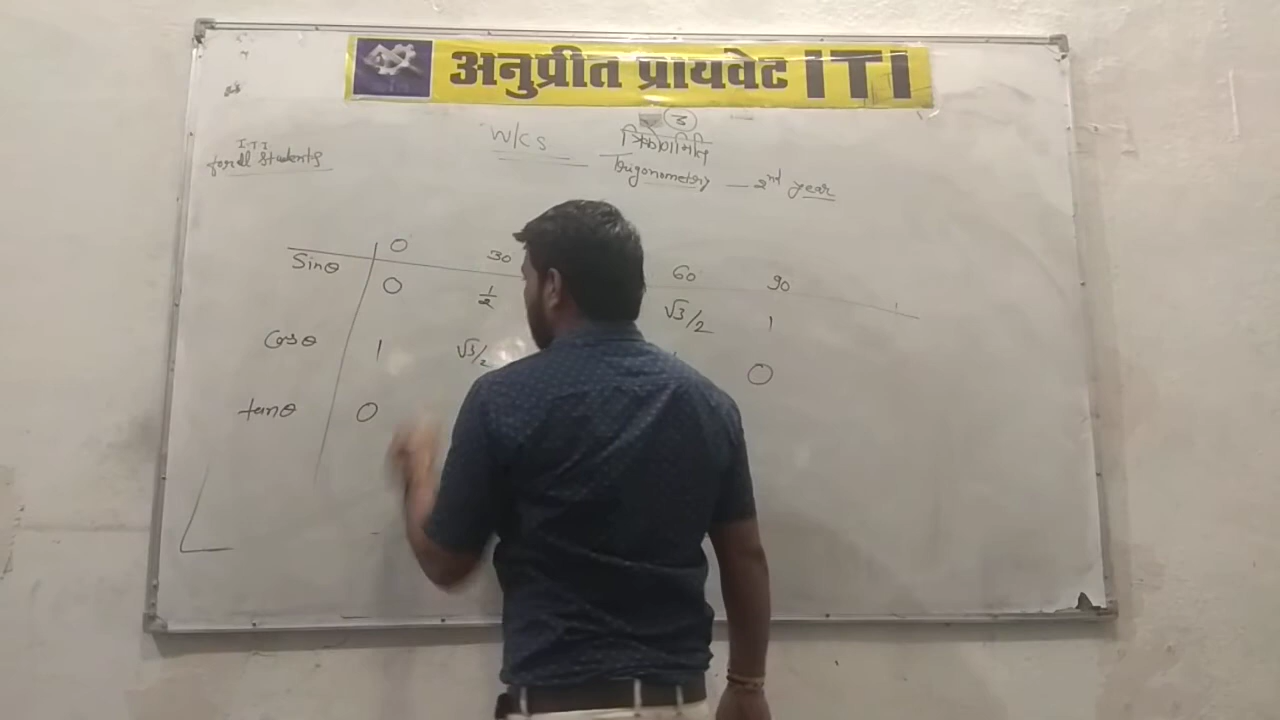 अनुप्रीत प्रायवेट ITI
3
W/CS त्रिकोणमिति
ITI
for all Students
Trigonometry — 2nd year
0 30 60 90
Sinθ 0 1/2 √3/2 1
Cosθ 1 √3/2 0
tanθ 0